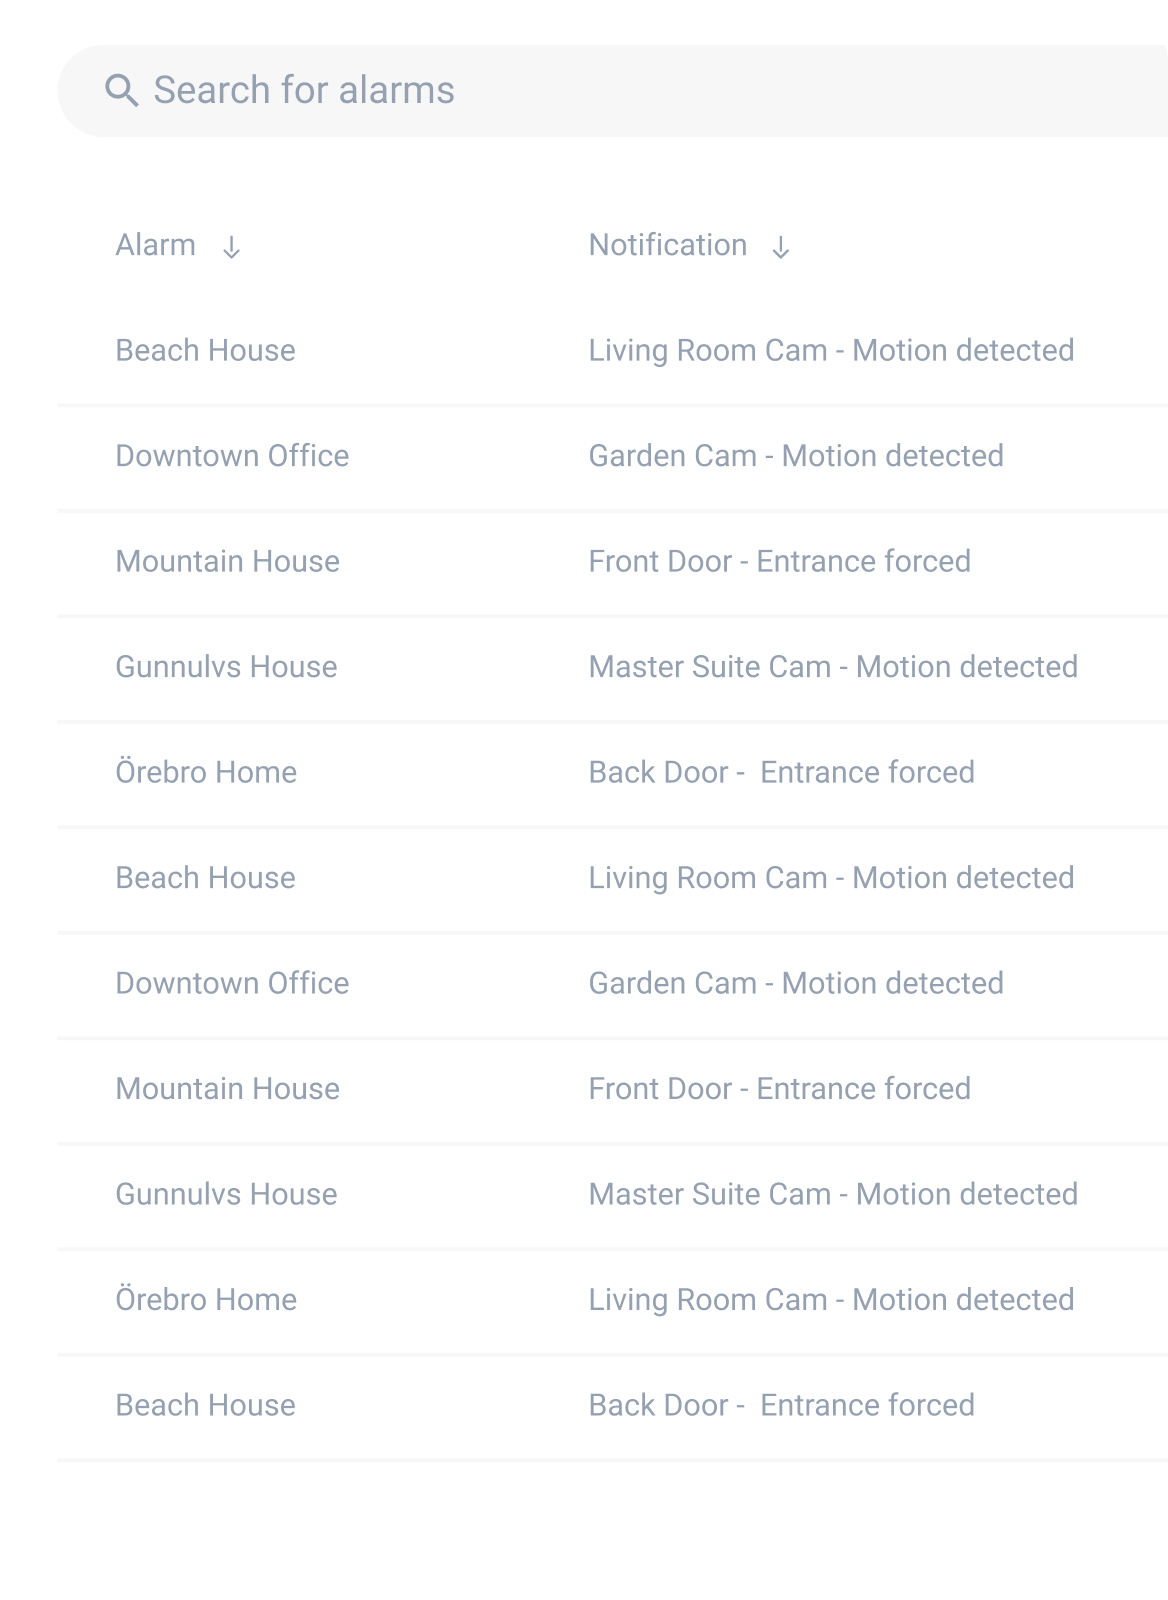 Search for alarms
Alarm Notification
Beach House Living Room Cam - Motion detected
Downtown Office Garden Cam - Motion detected
Mountain House Front Door - Entrance forced
Gunnulvs House Master Suite Cam - Motion detected
Örebro Home Back Door -  Entrance forced
Beach House Living Room Cam - Motion detected
Downtown Office Garden Cam - Motion detected
Mountain House Front Door - Entrance forced
Gunnulvs House Master Suite Cam - Motion detected
Örebro Home Living Room Cam - Motion detected
Beach House Back Door -  Entrance forced